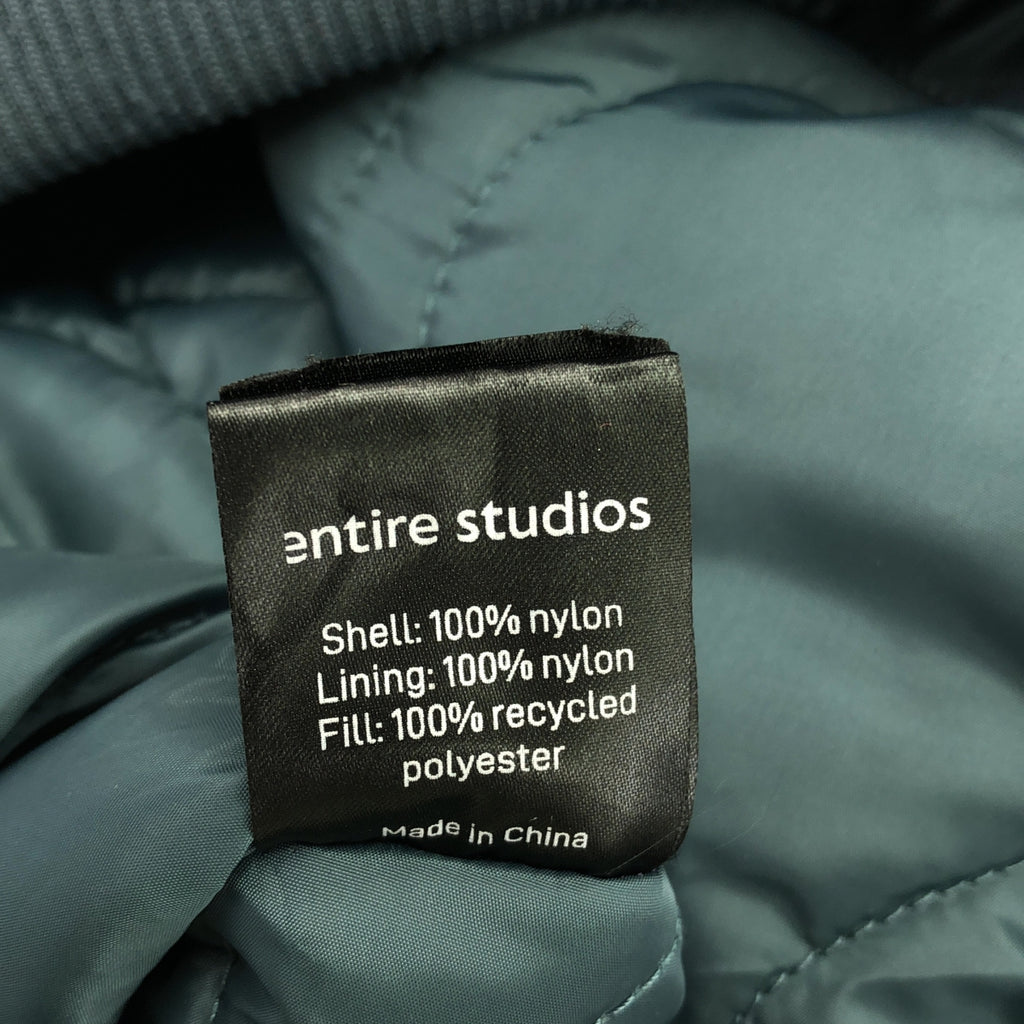 entire studios
Shell: 100% nylon
Lining: 100% nylon
Fill: 100% recycled
polyester
Made in China